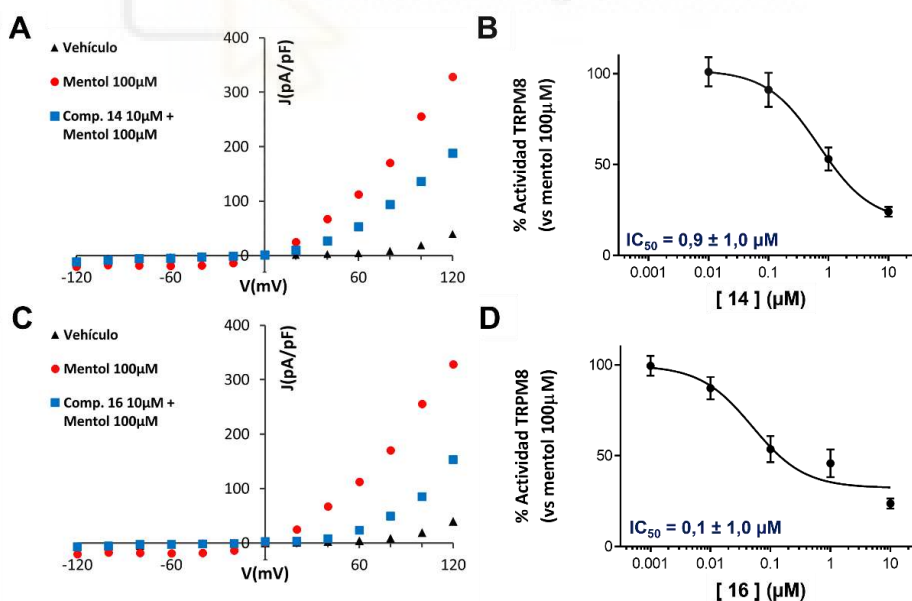 A
▲ Vehículo
● Mentol 100µM
■ Comp. 14 10µM +
Mentol 100µM
J(pA/pF)
400
300
200
100
0
-120
-60
0
60
120
V(mV)
B
% Actividad TRPM8
(vs mentol 100µM)
100
50
0
IC50 = 0,9 ± 1,0 µM
0.001
0.01
0.1
1
10
[ 14 ] (µM)
C
▲ Vehículo
● Mentol 100µM
■ Comp. 16 10µM +
Mentol 100µM
J(pA/pF)
400
300
200
100
0
-120
-60
0
60
120
V(mV)
D
% Actividad TRPM8
(vs mentol 100µM)
100
50
0
IC50 = 0,1 ± 1,0 µM
0.001
0.01
0.1
1
10
[ 16 ] (µM)